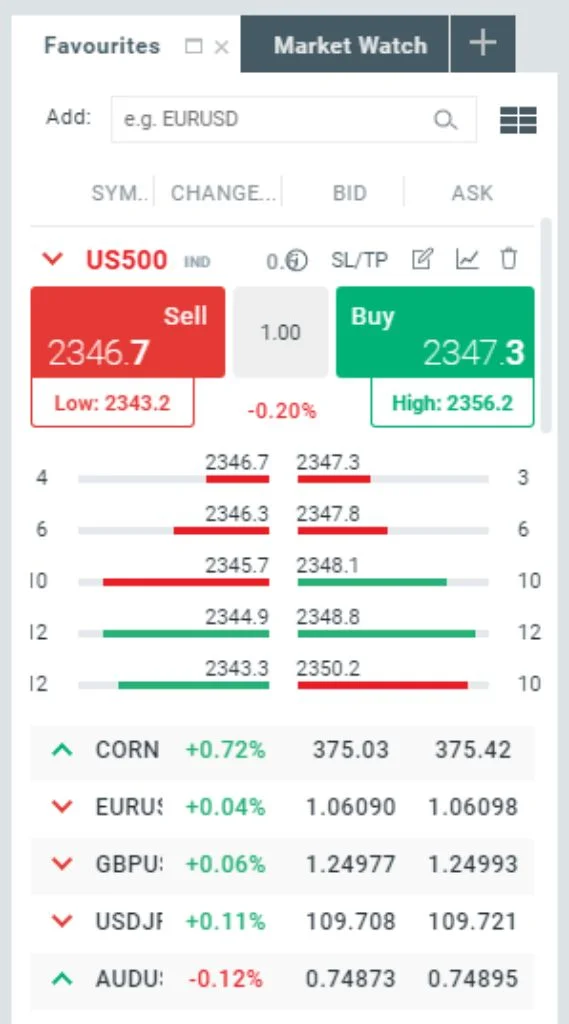 Favourites Market Watch
Add: e.g. EURUSD
SYM.. CHANGE... BID ASK
US500 IND SL/TP
Sell 1.00 Buy
2346.7 2347.3
Low: 2343.2 -0.20% High: 2356.2
4 2346.7 2347.3 3
6 2346.3 2347.8 6
10 2345.7 2348.1 10
12 2344.9 2348.8 12
12 2343.3 2350.2 10
CORN +0.72% 375.03 375.42
EURUS +0.04% 1.06090 1.06098
GBPU +0.06% 1.24977 1.24993
USDJ +0.11% 109.708 109.721
AUDU -0.12% 0.74873 0.74895